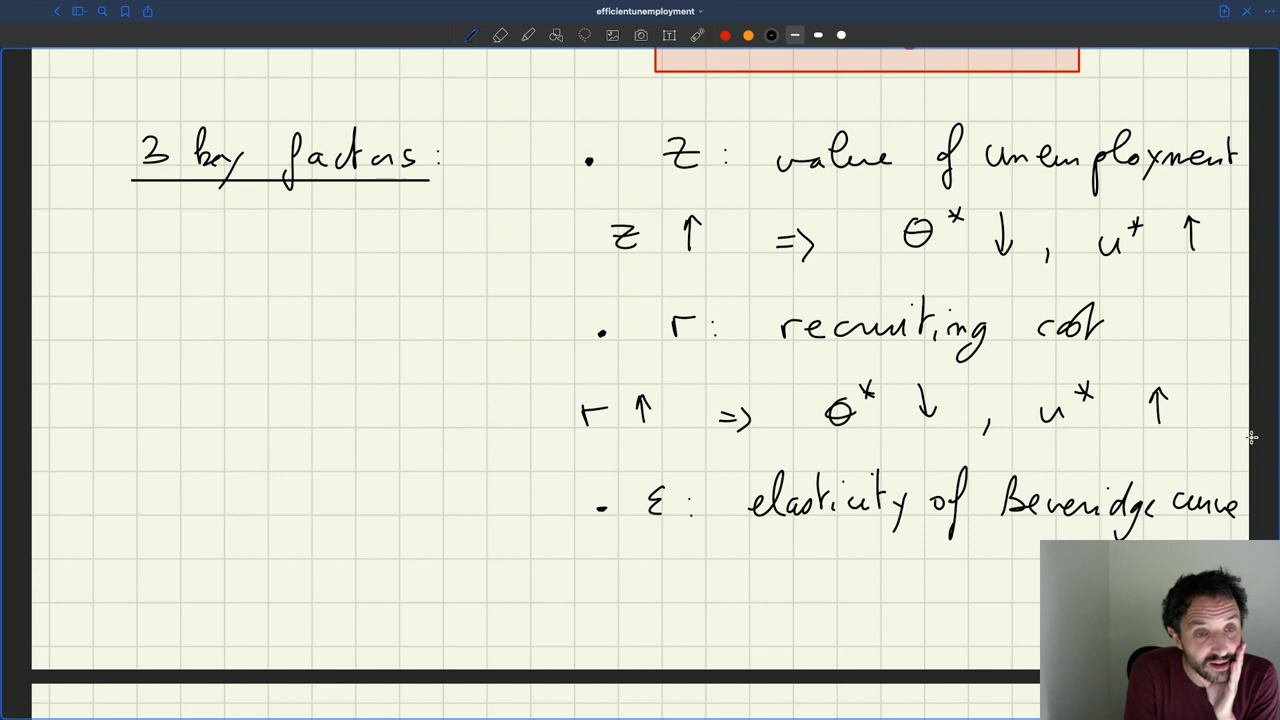 efficientunemployment
3 key factors:
• z: value of unemployment
z ↑ => θ* ↓, u* ↑
• r: recruiting cost
r ↑ => θ* ↓, u* ↑
• ε: elasticity of Beveridge curve